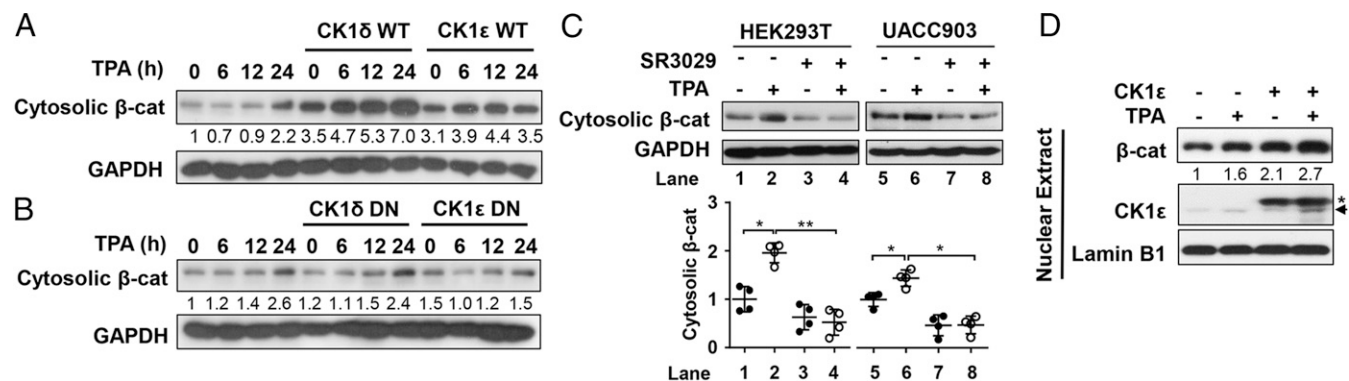 A
CK1δ WT CK1ε WT
TPA (h) 0 6 12 24 0 6 12 24 0 6 12 24
Cytosolic β-cat
1 0.7 0.9 2.2 3.5 4.7 5.3 7.0 3.1 3.9 4.4 3.5
GAPDH
B
CK1δ DN CK1ε DN
TPA (h) 0 6 12 24 0 6 12 24 0 6 12 24
Cytosolic β-cat
1 1.2 1.4 2.6 1.2 1.1 1.5 2.4 1.5 1.0 1.2 1.5
GAPDH
C
HEK293T UACC903
SR3029 - - + + - - + +
TPA - + - + - + - +
Cytosolic β-cat
GAPDH
Lane 1 2 3 4 5 6 7 8
Cytosolic β-cat
3
2
1
0
* ** * *
Lane 1 2 3 4 5 6 7 8
D
Nuclear Extract
CK1ε - - + +
TPA - + - +
β-cat
1 1.6 2.1 2.7
CK1ε *
Lamin B1